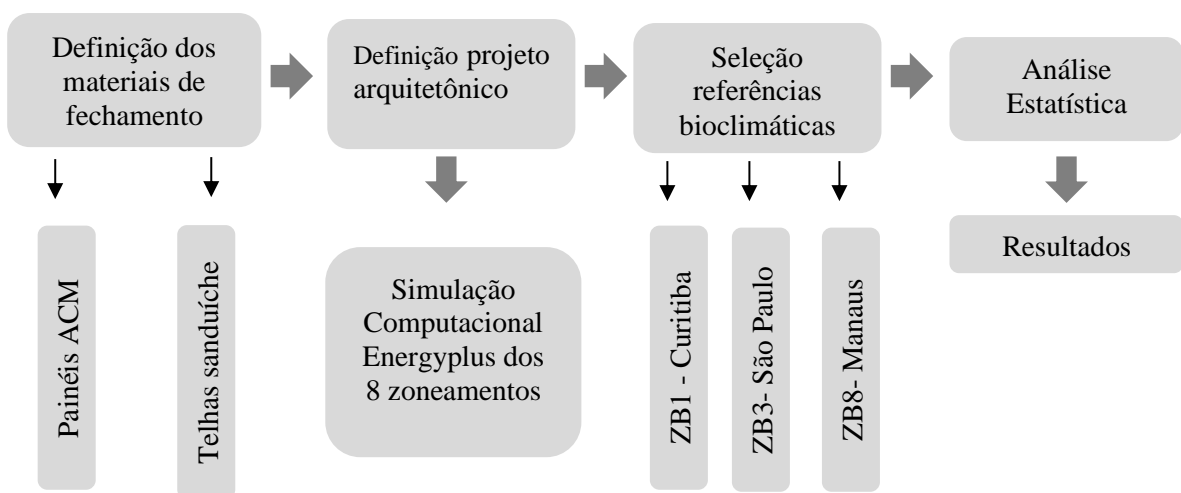 Definição dos
materiais de
fechamento
Definição projeto
arquitetônico
Seleção
referências
bioclimáticas
Análise
Estatística
Painéis ACM
Telhas sanduíche
Simulação
Computacional
Energyplus dos
8 zoneamentos
ZB1 - Curitiba
ZB3- São Paulo
ZB8- Manaus
Resultados